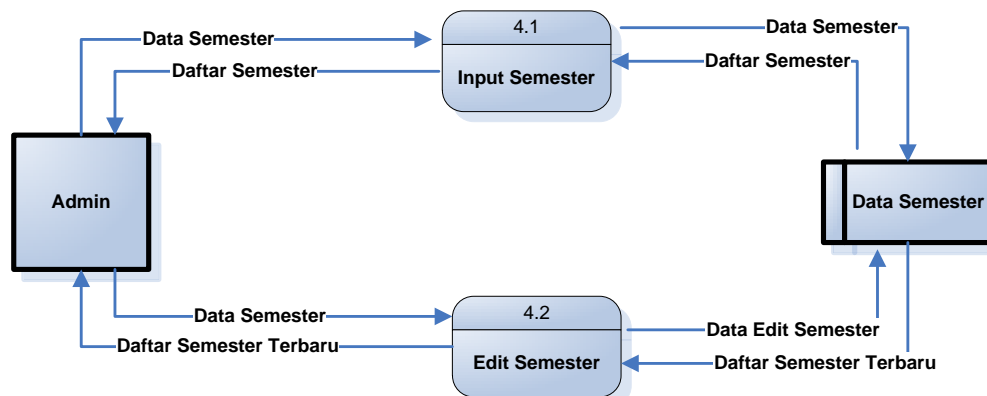 4.1
Data Semester
Data Semester
Daftar Semester
Input Semester
Daftar Semester
Admin
Data Semester
4.2
Data Semester
Data Edit Semester
Daftar Semester Terbaru
Edit Semester
Daftar Semester Terbaru